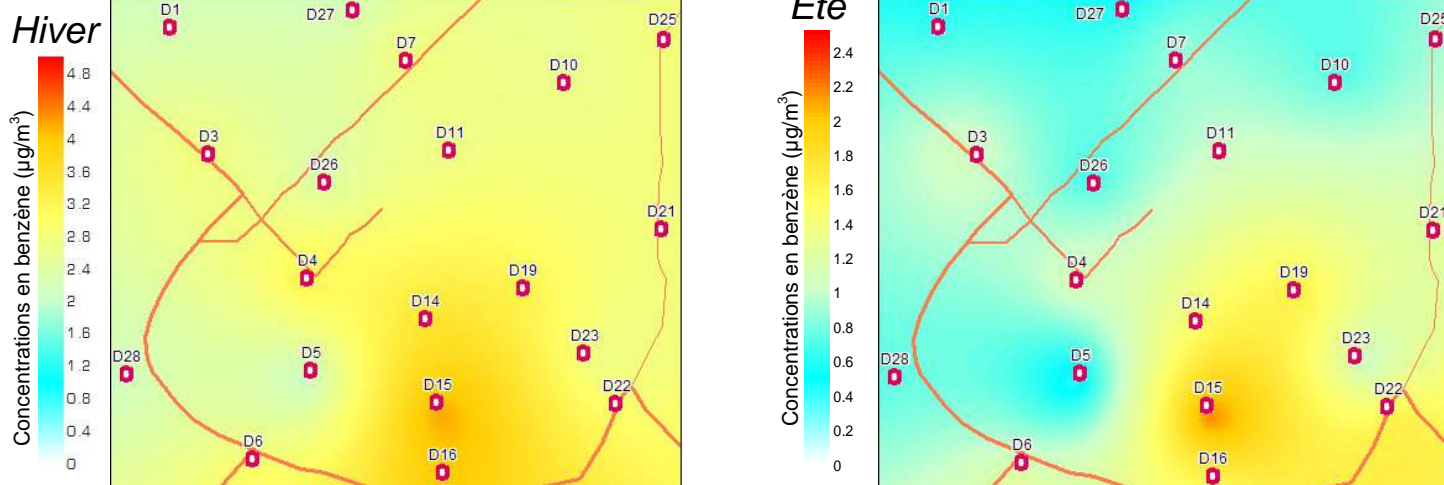 Hiver
Concentrations en benzène (µg/m³)
4.8
4.4
4
3.6
3.2
2.8
2.4
2
1.6
1.2
0.8
0.4
0
D1
D27
D25
D7
D10
D3
D11
D26
D21
D4
D19
D14
D23
D28
D5
D15
D22
D6
D16
Eté
Concentrations en benzène (µg/m³)
2.4
2.2
2
1.8
1.6
1.4
1.2
1
0.8
0.6
0.4
0.2
0
D1
D27
D25
D7
D10
D3
D11
D26
D21
D4
D19
D14
D23
D28
D5
D15
D22
D6
D16